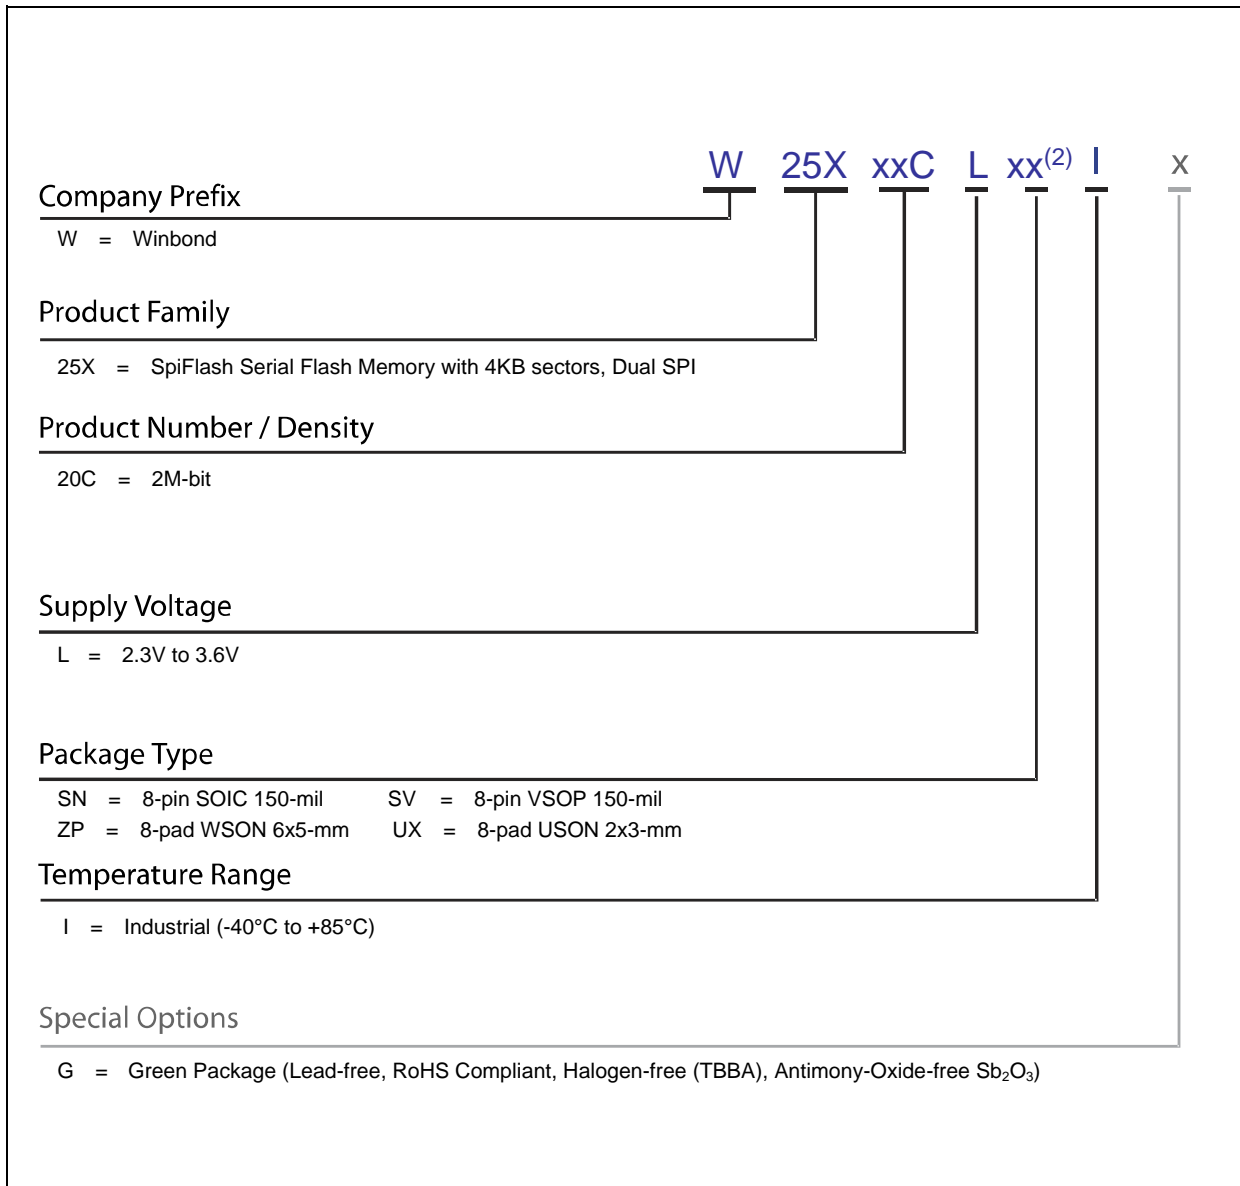 W 25X xxC L xx(2) I x
Company Prefix
W = Winbond
Product Family
25X = SpiFlash Serial Flash Memory with 4KB sectors, Dual SPI
Product Number / Density
20C = 2M-bit
Supply Voltage
L = 2.3V to 3.6V
Package Type
SN = 8-pin SOIC 150-mil SV = 8-pin VSOP 150-mil
ZP = 8-pad WSON 6x5-mm UX = 8-pad USON 2x3-mm
Temperature Range
I = Industrial (-40°C to +85°C)
Special Options
G = Green Package (Lead-free, RoHS Compliant, Halogen-free (TBBA), Antimony-Oxide-free Sb₂O₃)